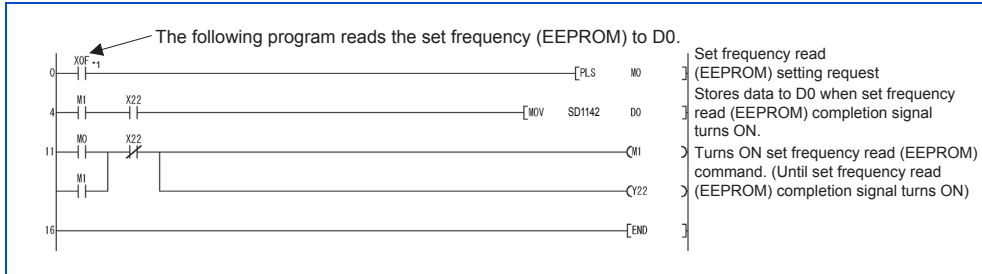 The following program reads the set frequency (EEPROM) to D0.
X0F *1
0
[PLS M0 ]
Set frequency read
(EEPROM) setting request
M1 X22
4
[MOV SD1142 D0 ]
Stores data to D0 when set frequency
read (EEPROM) completion signal
turns ON.
M0 X22
11
(M1 )
Turns ON set frequency read (EEPROM)
command. (Until set frequency read
(EEPROM) completion signal turns ON)
M1
(Y22 )
16
[END ]